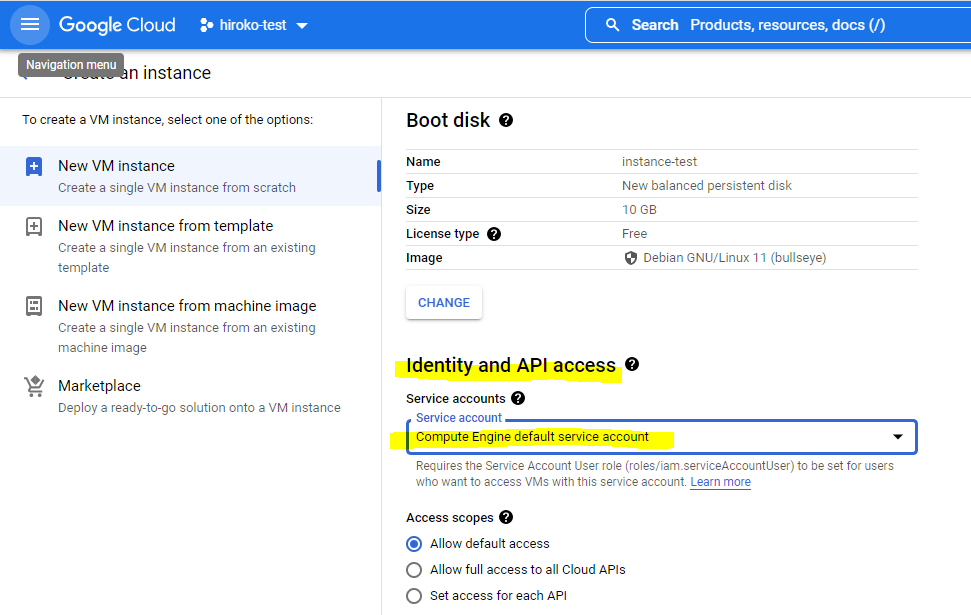 Google Cloud
hiroko-test
Search Products, resources, docs (/)
Navigation menu
an instance
To create a VM instance, select one of the options:
New VM instance
Create a single VM instance from scratch
New VM instance from template
Create a single VM instance from an existing
template
New VM instance from machine image
Create a single VM instance from an existing
machine image
Marketplace
Deploy a ready-to-go solution onto a VM instance
Boot disk
Name instance-test
Type New balanced persistent disk
Size 10 GB
License type Free
Image Debian GNU/Linux 11 (bullseye)
CHANGE
Identity and API access
Service accounts
Service account
Compute Engine default service account
Requires the Service Account User role (roles/iam.serviceAccountUser) to be set for users
who want to access VMs with this service account. Learn more
Access scopes
Allow default access
Allow full access to all Cloud APIs
Set access for each API